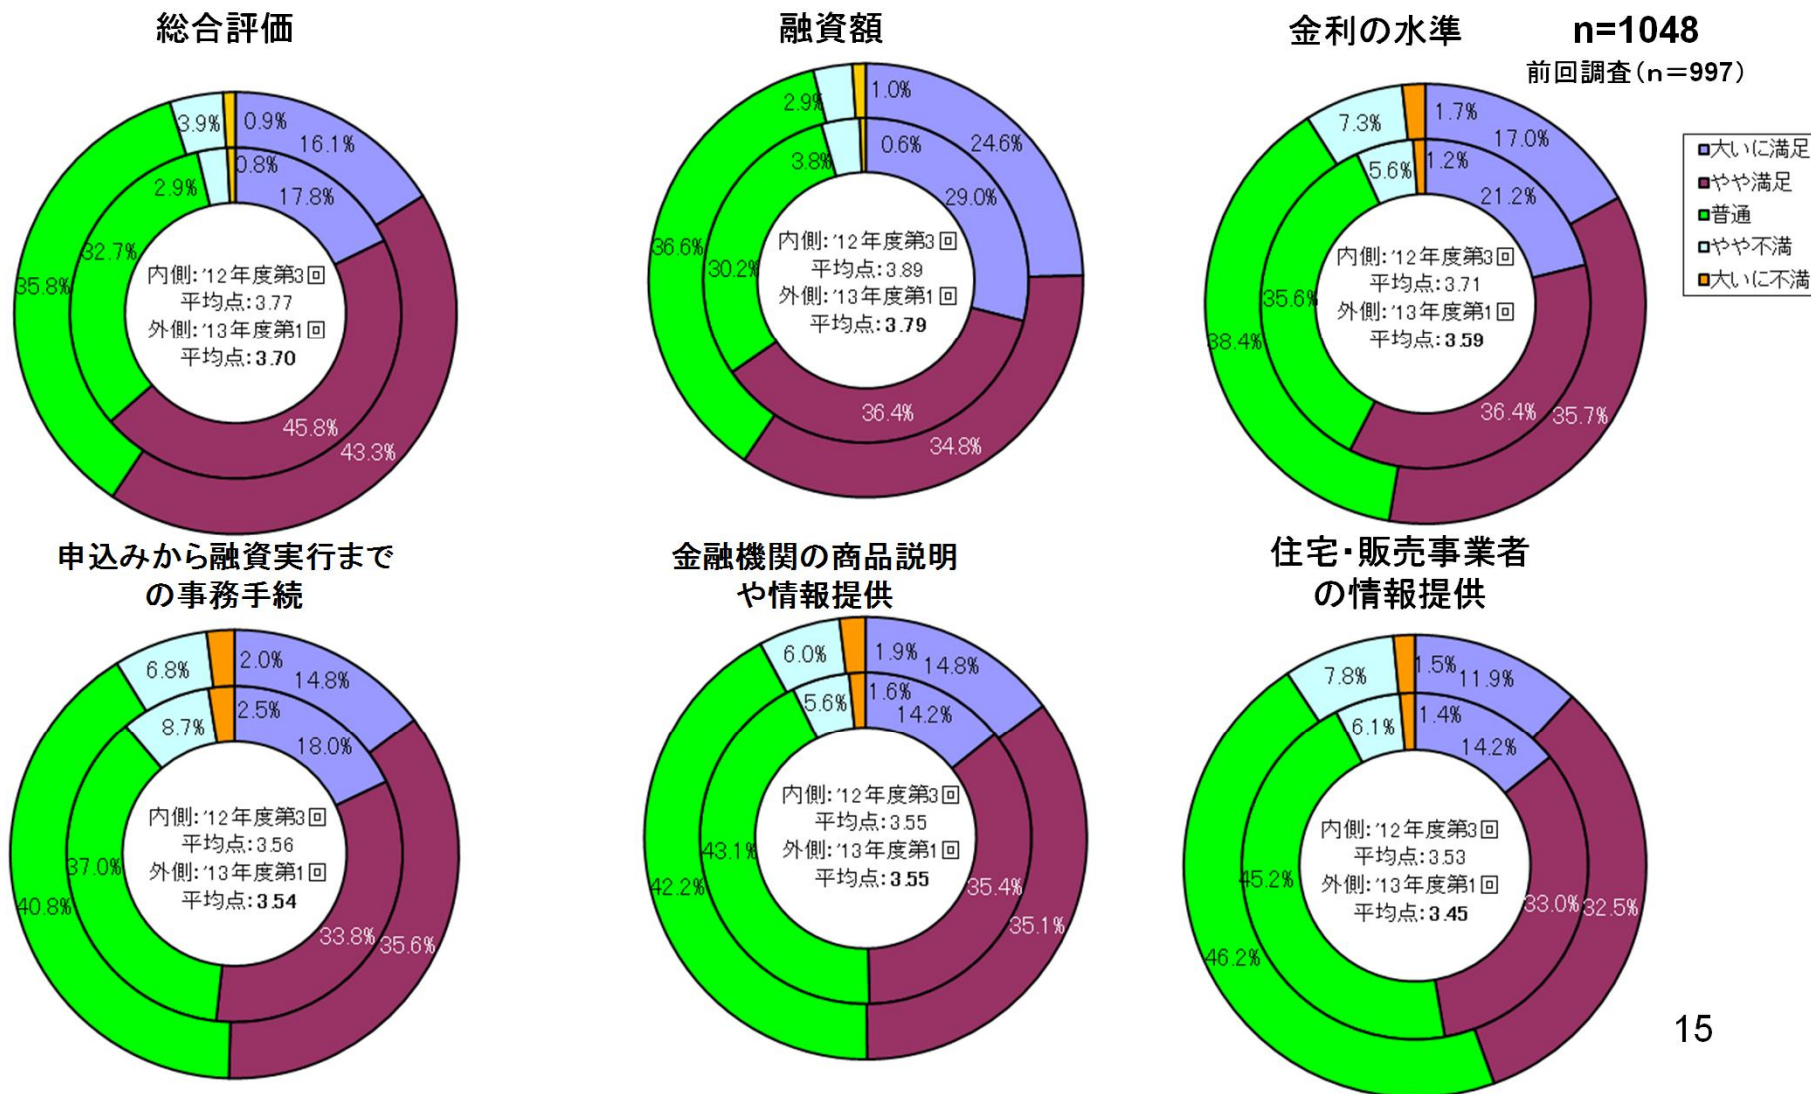 総合評価
0.9%
16.1%
43.3%
35.8%
3.9%
0.8%
17.8%
45.8%
32.7%
2.9%
内側:'12年度第3回
平均点:3.77
外側:'13年度第1回
平均点:3.70
融資額
1.0%
24.6%
34.8%
36.6%
2.9%
0.6%
29.0%
36.4%
30.2%
3.8%
内側:'12年度第3回
平均点:3.89
外側:'13年度第1回
平均点:3.79
金利の水準
n=1048
前回調査(n=997)
1.7%
17.0%
35.7%
38.4%
7.3%
1.2%
21.2%
36.4%
35.6%
5.6%
内側:'12年度第3回
平均点:3.71
外側:'13年度第1回
平均点:3.59
大いに満足
やや満足
普通
やや不満
大いに不満
申込みから融資実行まで
の事務手続
2.0%
14.8%
35.6%
40.8%
6.8%
2.5%
18.0%
33.8%
37.0%
8.7%
内側:'12年度第3回
平均点:3.56
外側:'13年度第1回
平均点:3.54
金融機関の商品説明
や情報提供
1.9%
14.8%
35.1%
42.2%
6.0%
1.6%
14.2%
35.4%
43.1%
5.6%
内側:'12年度第3回
平均点:3.55
外側:'13年度第1回
平均点:3.55
住宅・販売事業者
の情報提供
1.5%
11.9%
32.5%
46.2%
7.8%
1.4%
14.2%
33.0%
45.2%
6.1%
内側:'12年度第3回
平均点:3.53
外側:'13年度第1回
平均点:3.45
15